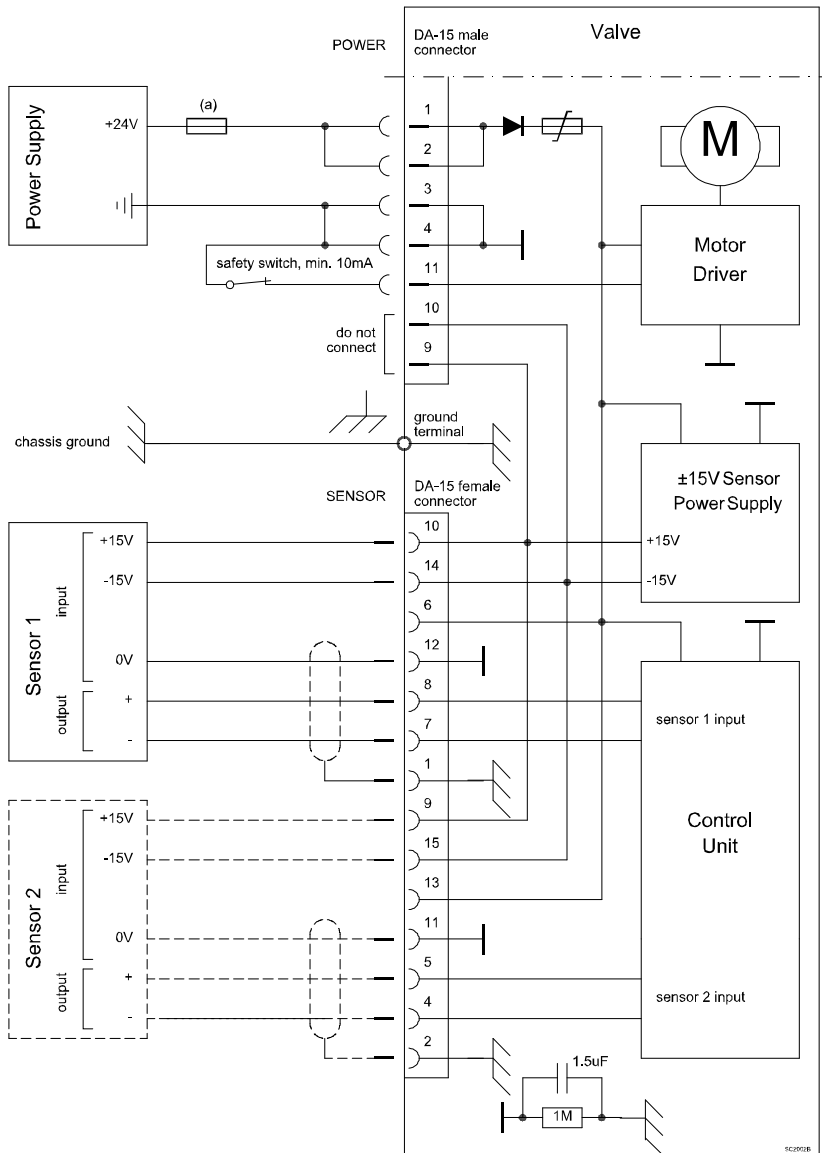 Valve
POWER
DA-15 male
connector
Power Supply
+24V
(a)
1
2
3
4
11
10
9
safety switch, min. 10mA
do not
connect
M
Motor
Driver
chassis ground
ground
terminal
SENSOR
DA-15 female
connector
±15V Sensor
Power Supply
+15V
-15V
Sensor 1
input
+15V
-15V
0V
output
+
-
10
14
6
12
8
7
1
9
15
13
11
5
4
2
Sensor 2
input
+15V
-15V
0V
output
+
-
sensor 1 input
Control
Unit
sensor 2 input
1.5uF
1M